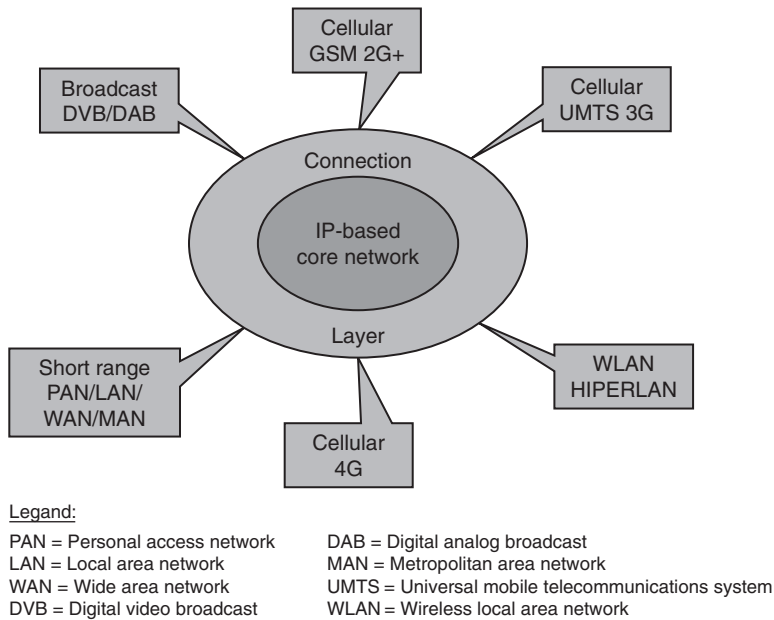 Cellular
GSM 2G+
Broadcast
DVB/DAB
Cellular
UMTS 3G
Connection
IP-based
core network
Layer
Short range
PAN/LAN/
WAN/MAN
WLAN
HIPERLAN
Cellular
4G
Legand:
PAN = Personal access network
LAN = Local area network
WAN = Wide area network
DVB = Digital video broadcast
DAB = Digital analog broadcast
MAN = Metropolitan area network
UMTS = Universal mobile telecommunications system
WLAN = Wireless local area network